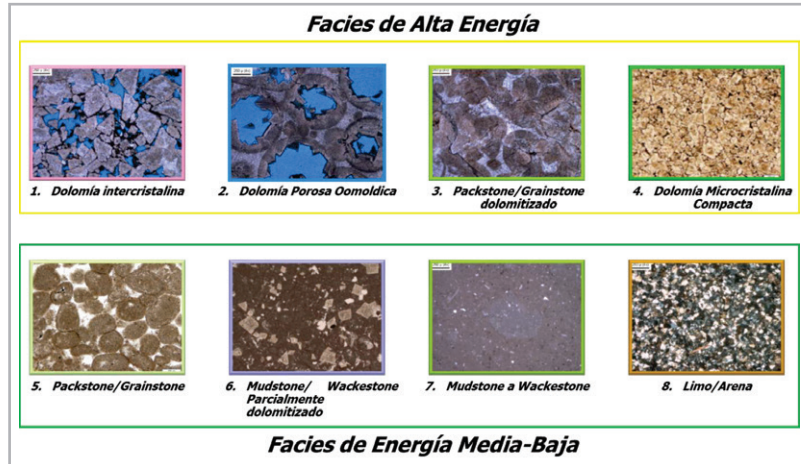 Facies de Alta Energía
1. Dolomía intercristalina
2. Dolomía Porosa Oomoldica
3. Packstone/Grainstone
dolomitizado
4. Dolomía Microcristalina
Compacta
5. Packstone/Grainstone
6. Mudstone/ Wackestone
Parcialmente
dolomitizado
7. Mudstone a Wackestone
8. Limo/Arena
Facies de Energía Media-Baja